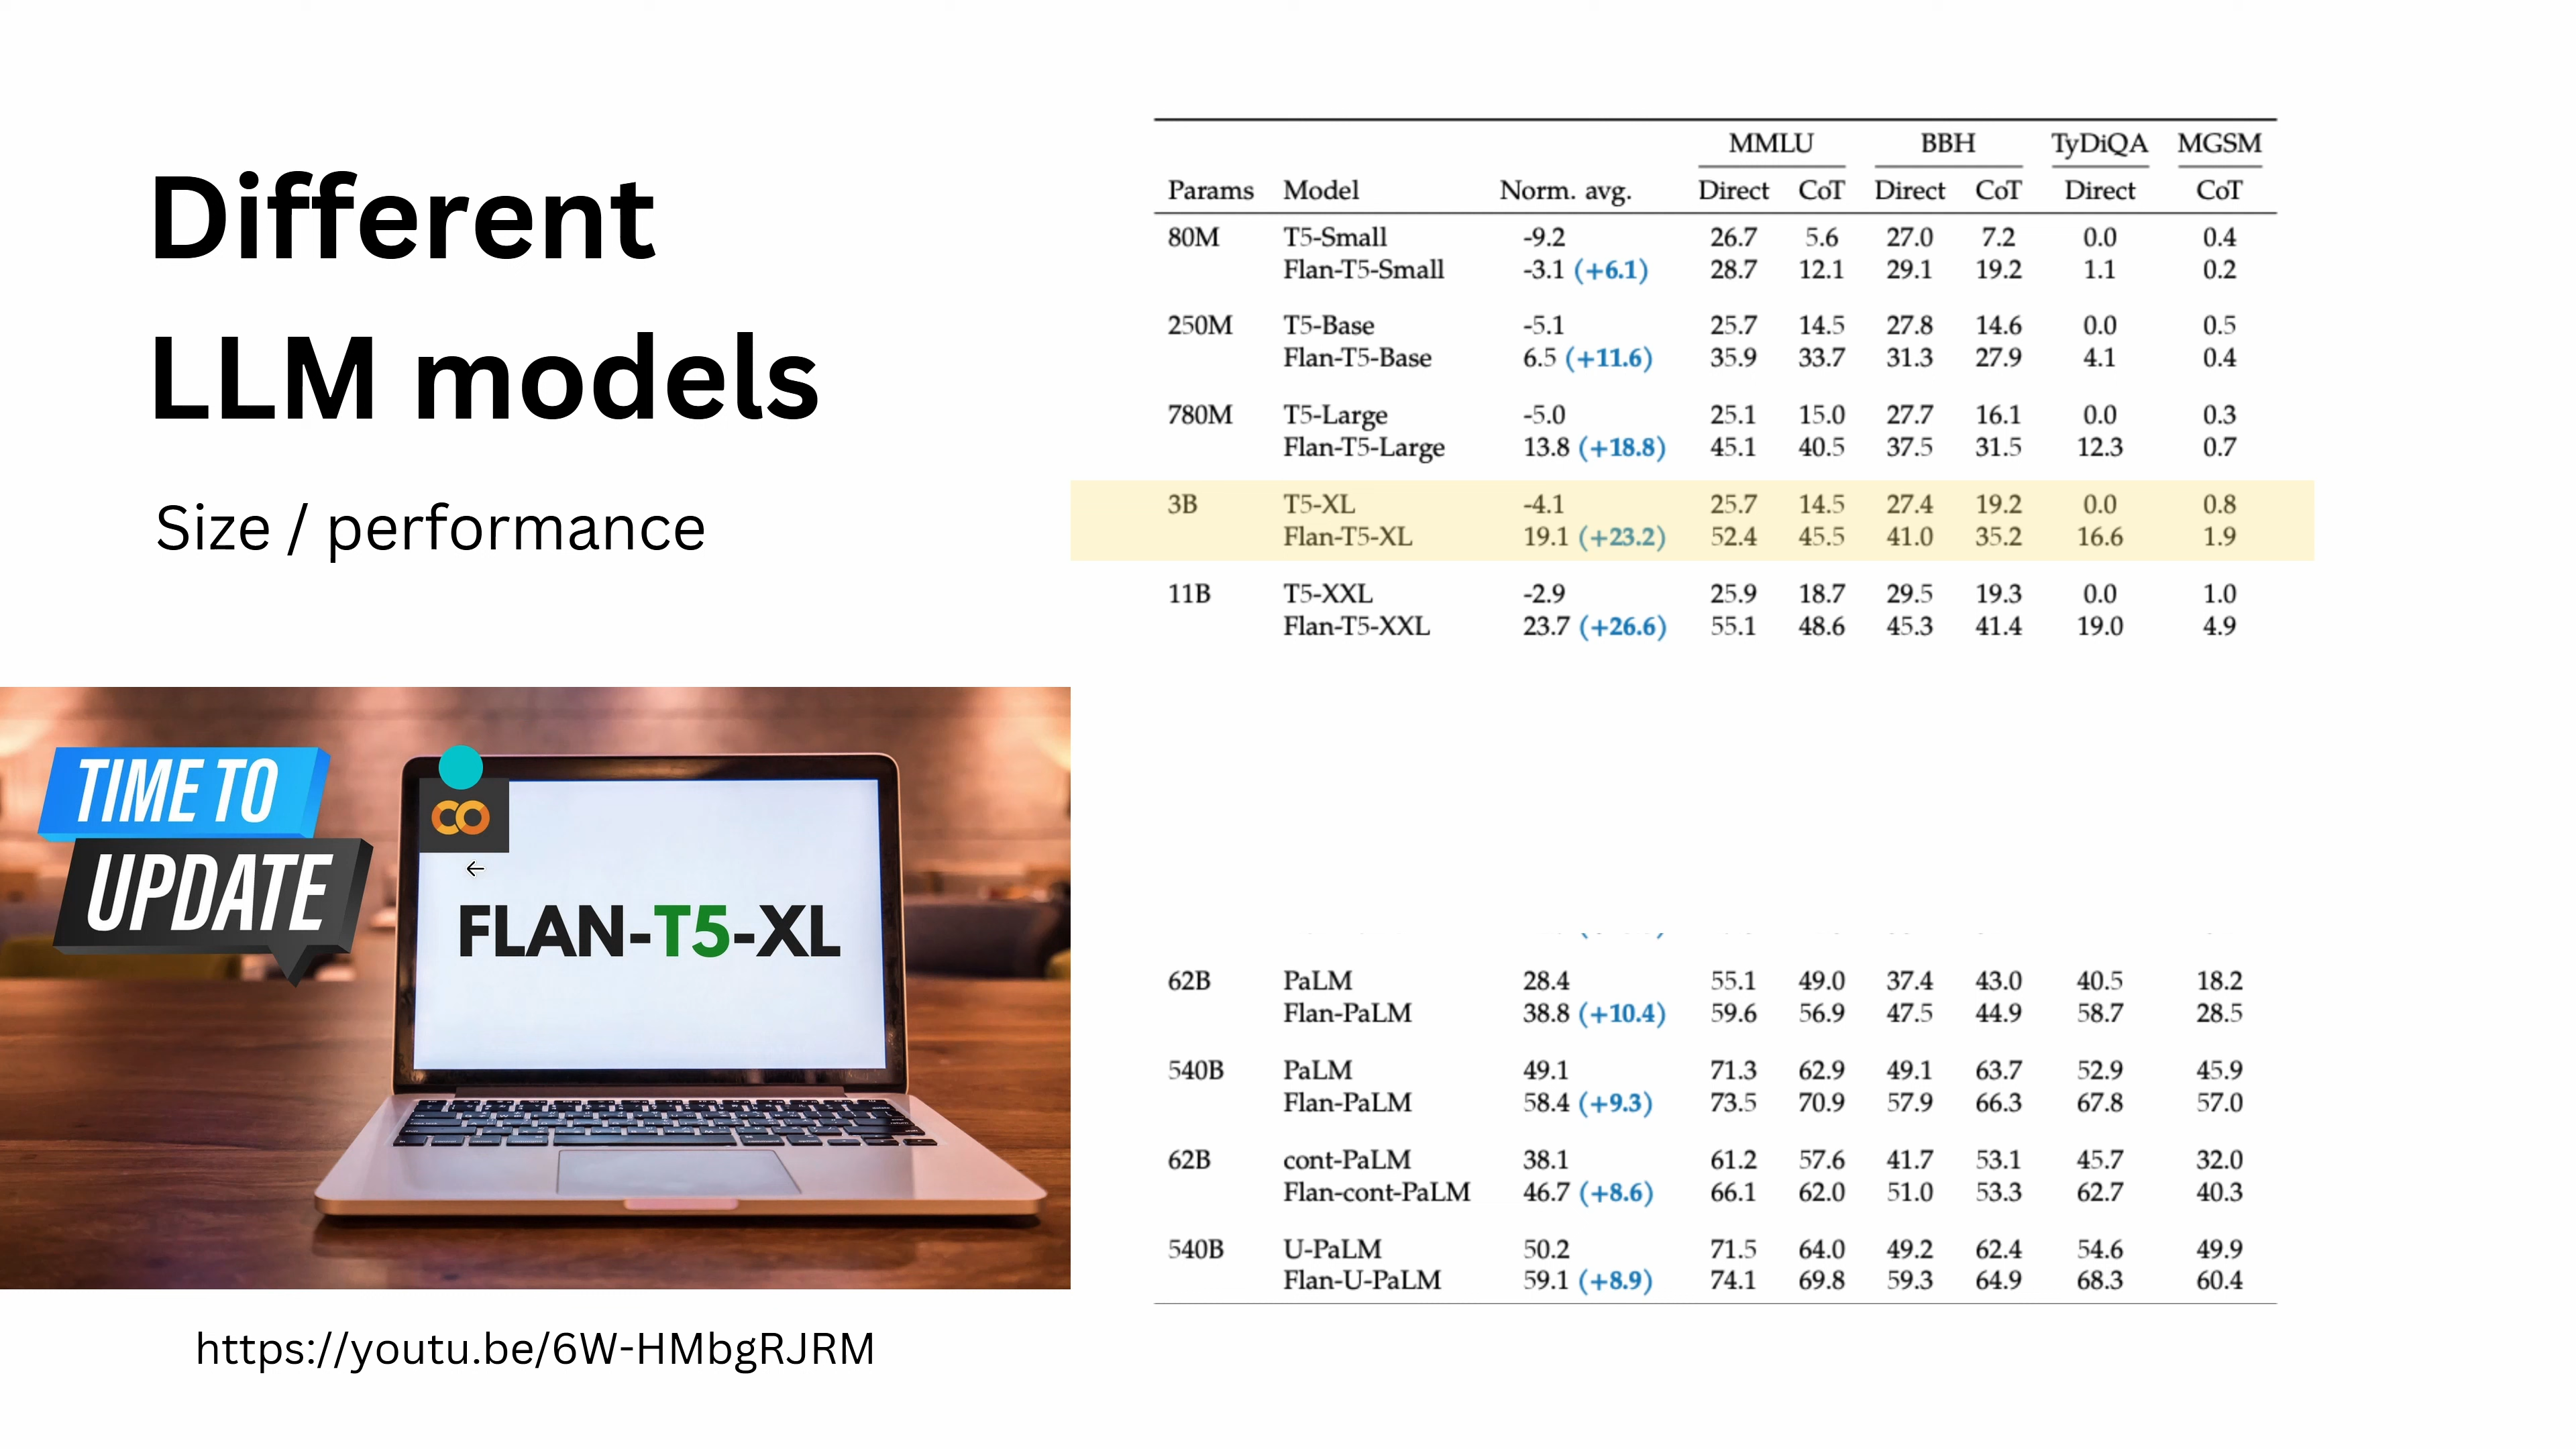 Different
LLM models
Size / performance
TIME TO
UPDATE
CO
FLAN-T5-XL
https://youtu.be/6W-HMbgRJRM
MMLU BBH TyDiQA MGSM
Params Model Norm. avg. Direct CoT Direct CoT Direct CoT
80M T5-Small -9.2 26.7 5.6 27.0 7.2 0.0 0.4
Flan-T5-Small -3.1 (+6.1) 28.7 12.1 29.1 19.2 1.1 0.2
250M T5-Base -5.1 25.7 14.5 27.8 14.6 0.0 0.5
Flan-T5-Base 6.5 (+11.6) 35.9 33.7 31.3 27.9 4.1 0.4
780M T5-Large -5.0 25.1 15.0 27.7 16.1 0.0 0.3
Flan-T5-Large 13.8 (+18.8) 45.1 40.5 37.5 31.5 12.3 0.7
3B T5-XL -4.1 25.7 14.5 27.4 19.2 0.0 0.8
Flan-T5-XL 19.1 (+23.2) 52.4 45.5 41.0 35.2 16.6 1.9
11B T5-XXL -2.9 25.9 18.7 29.5 19.3 0.0 1.0
Flan-T5-XXL 23.7 (+26.6) 55.1 48.6 45.3 41.4 19.0 4.9
62B PaLM 28.4 55.1 49.0 37.4 43.0 40.5 18.2
Flan-PaLM 38.8 (+10.4) 59.6 56.9 47.5 44.9 58.7 28.5
540B PaLM 49.1 71.3 62.9 49.1 63.7 52.9 45.9
Flan-PaLM 58.4 (+9.3) 73.5 70.9 57.9 66.3 67.8 57.0
62B cont-PaLM 38.1 61.2 57.6 41.7 53.1 45.7 32.0
Flan-cont-PaLM 46.7 (+8.6) 66.1 62.0 51.0 53.3 62.7 40.3
540B U-PaLM 50.2 71.5 64.0 49.2 62.4 54.6 49.9
Flan-U-PaLM 59.1 (+8.9) 74.1 69.8 59.3 64.9 68.3 60.4